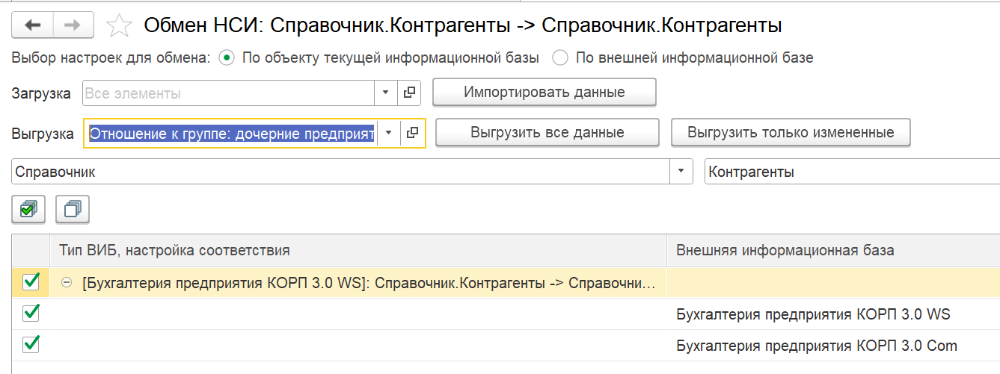 Обмен НСИ: Справочник.Контрагенты -> Справочник.Контрагенты
Выбор настроек для обмена: По объекту текущей информационной базы По внешней информационной базе
Загрузка Все элементы Импортировать данные
Выгрузка Отношение к группе: дочерние предприят Выгрузить все данные Выгрузить только измененные
Справочник Контрагенты
Тип ВИБ, настройка соответствия Внешняя информационная база
[Бухгалтерия предприятия КОРП 3.0 WS]: Справочник.Контрагенты -> Справочни...
Бухгалтерия предприятия КОРП 3.0 WS
Бухгалтерия предприятия КОРП 3.0 Com